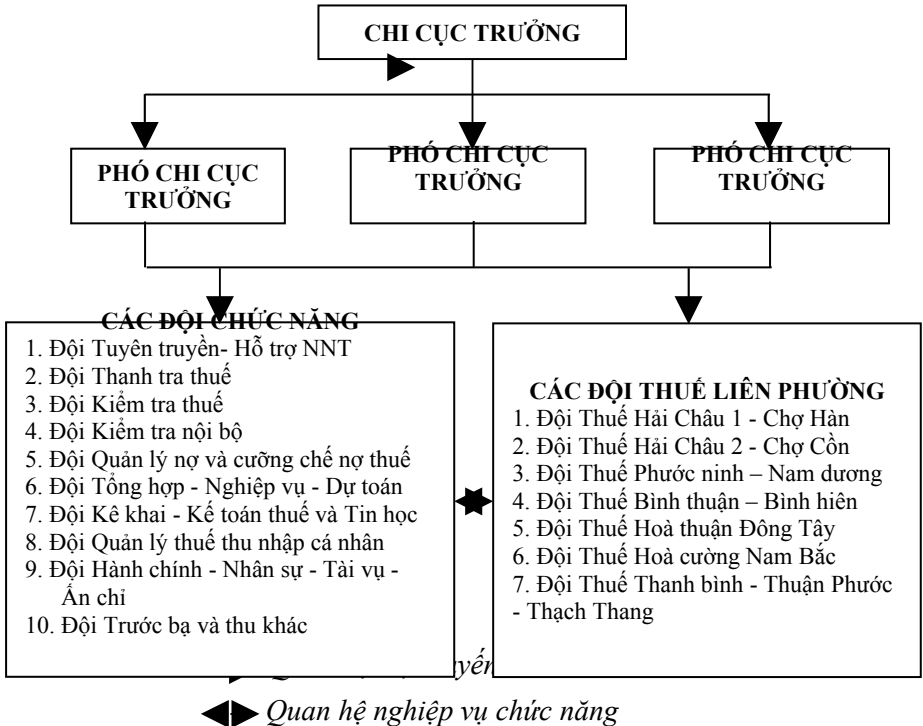 CHI CỤC TRƯỞNG
PHÓ CHI CỤC
TRƯỞNG
PHÓ CHI CỤC
TRƯỞNG
PHÓ CHI CỤC
TRƯỞNG
CÁC ĐỘI CHỨC NĂNG
1. Đội Tuyên truyền- Hỗ trợ NNT
2. Đội Thanh tra thuế
3. Đội Kiểm tra thuế
4. Đội Kiểm tra nội bộ
5. Đội Quản lý nợ và cưỡng chế nợ thuế
6. Đội Tổng hợp - Nghiệp vụ - Dự toán
7. Đội Kê khai - Kế toán thuế và Tin học
8. Đội Quản lý thuế thu nhập cá nhân
9. Đội Hành chính - Nhân sự - Tài vụ -
Ấn chỉ
10. Đội Trước bạ và thu khác
CÁC ĐỘI THUẾ LIÊN PHƯỜNG
1. Đội Thuế Hải Châu 1 - Chợ Hàn
2. Đội Thuế Hải Châu 2 - Chợ Cồn
3. Đội Thuế Phước ninh – Nam dương
4. Đội Thuế Bình thuận – Bình hiên
5. Đội Thuế Hoà thuận Đông Tây
6. Đội Thuế Hoà cường Nam Bắc
7. Đội Thuế Thanh bình - Thuận Phước
- Thạch Thang
Quan hệ nghiệp vụ chức năng